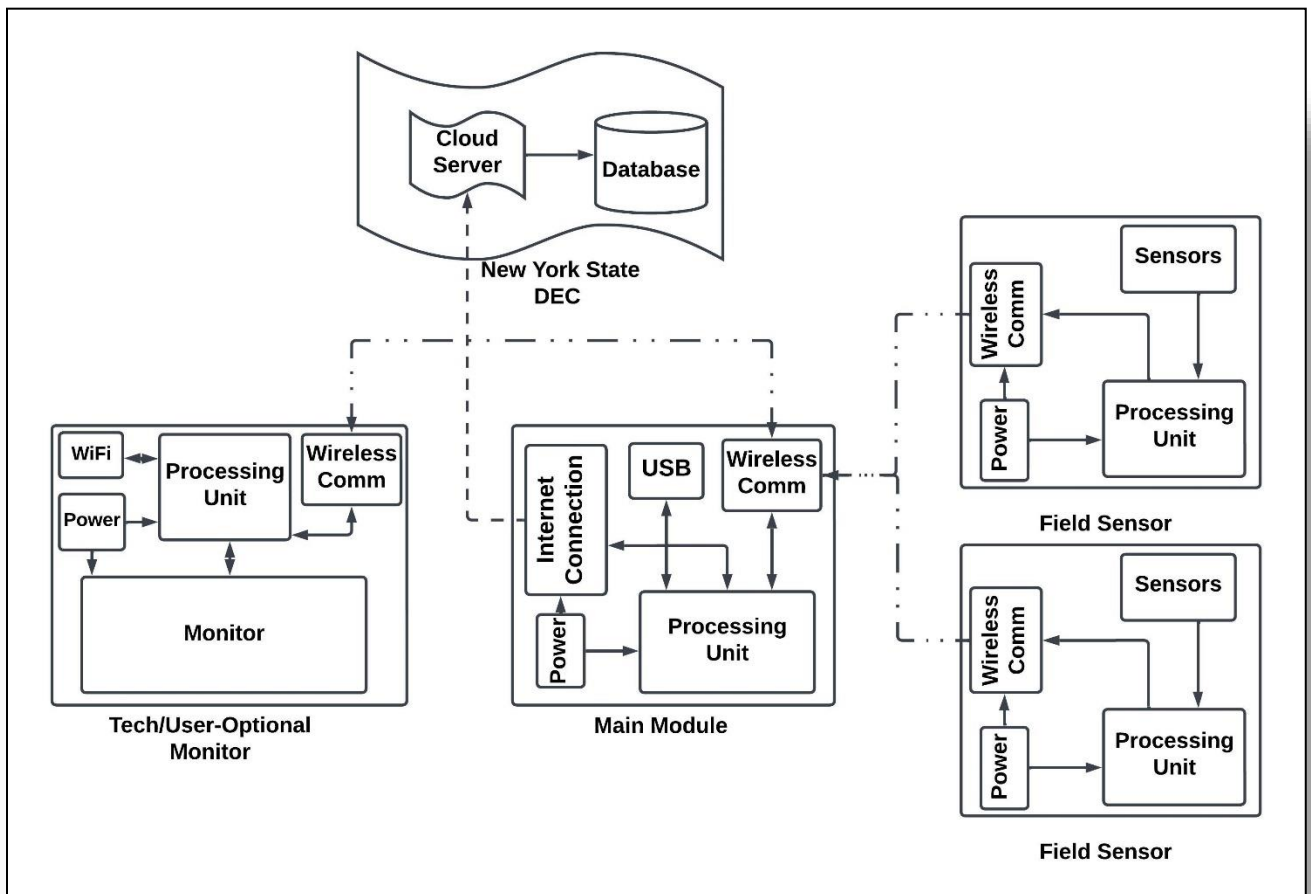 Cloud
Server
Database
New York State
DEC
WiFi
Processing
Unit
Wireless
Comm
Power
Monitor
Tech/User-Optional
Monitor
Internet
Connection
USB
Wireless
Comm
Power
Processing
Unit
Main Module
Wireless
Comm
Sensors
Power
Processing
Unit
Field Sensor
Wireless
Comm
Sensors
Power
Processing
Unit
Field Sensor